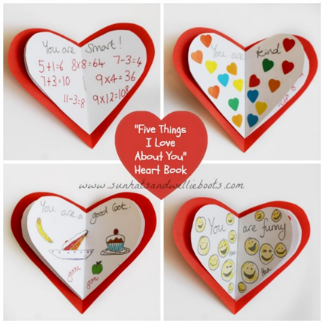 You are Smart!
5+1=6 8x8=64 7-3=4
7+3=10 9x4=36
11-3=8 9x12=108
You are kind
"Five Things
I Love
About You"
Heart Book
www.sunhatsandwellieboots.com
You are a good Cook!
You are funny